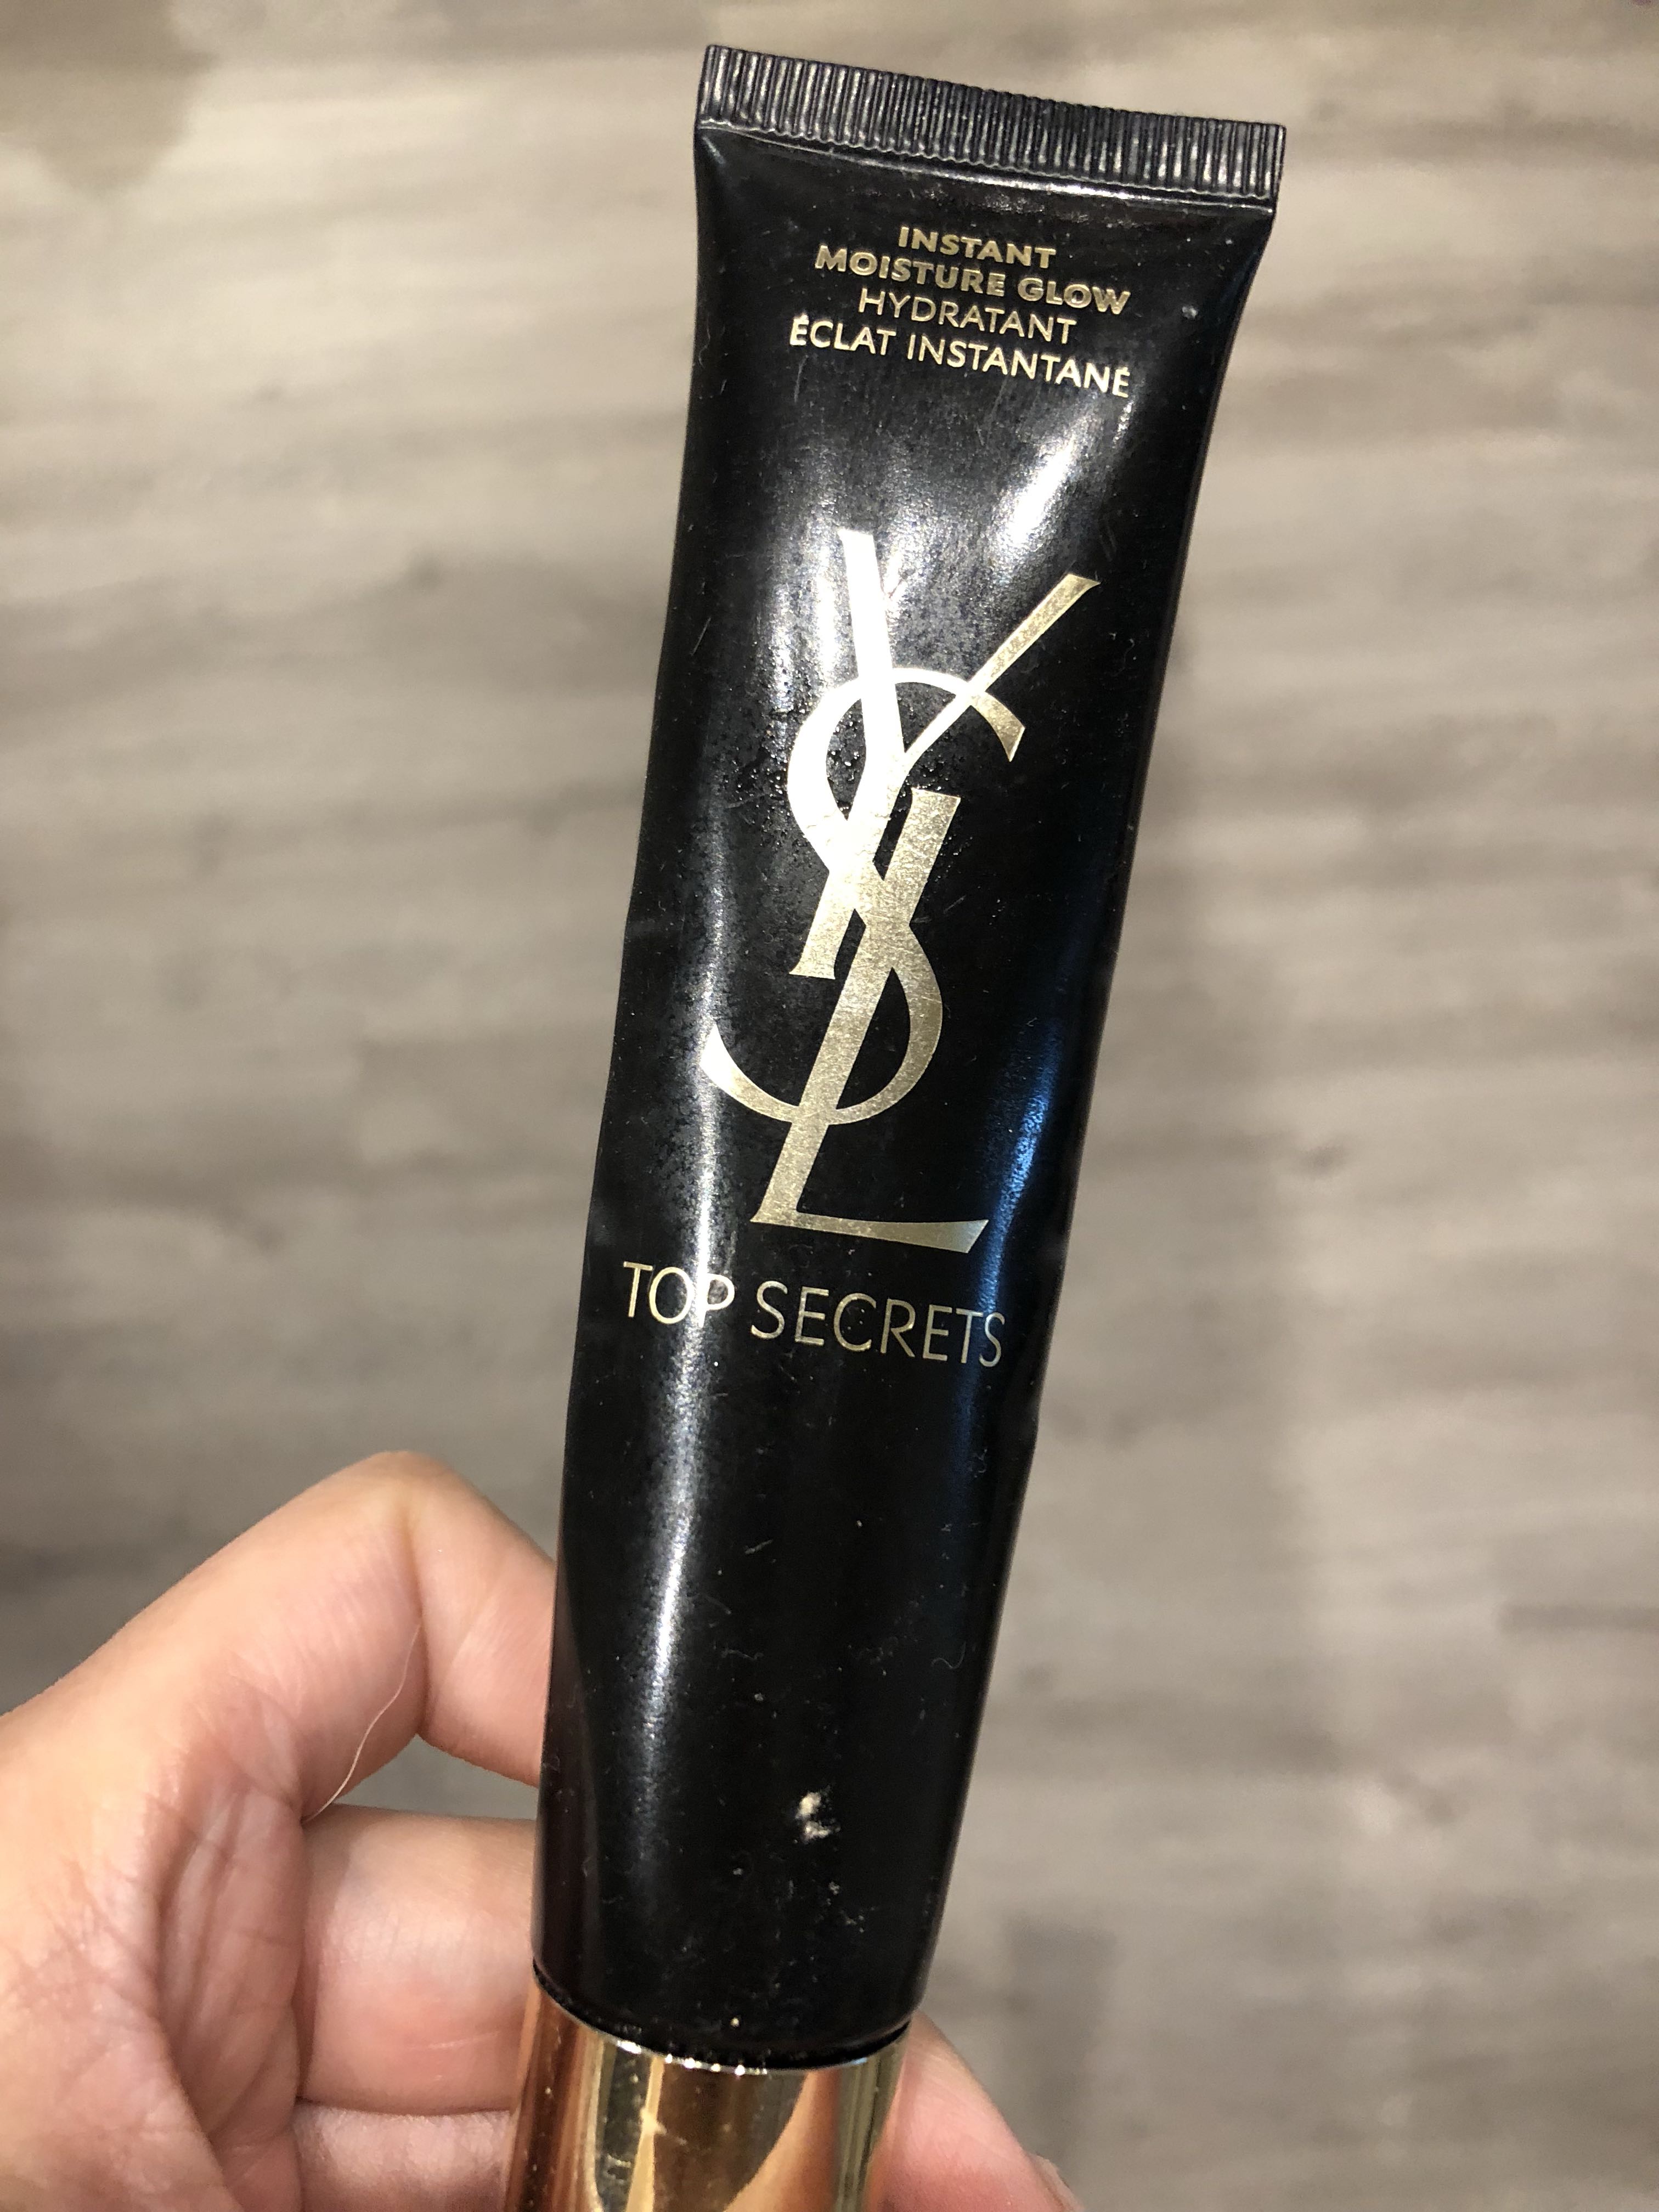 INSTANT
MOISTURE GLOW
HYDRATANT
ÉCLAT INSTANTANÉ
YSL
TOP SECRETS